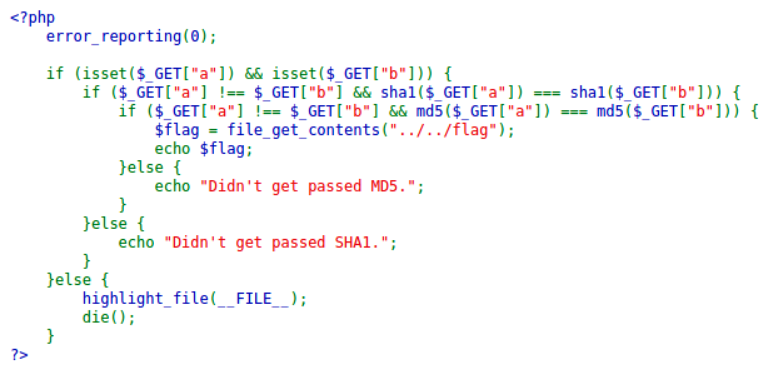 <?php
    error_reporting(0);

    if (isset($_GET["a"]) && isset($_GET["b"])) {
        if ($_GET["a"] !== $_GET["b"] && sha1($_GET["a"]) === sha1($_GET["b"])) {
            if ($_GET["a"] !== $_GET["b"] && md5($_GET["a"]) === md5($_GET["b"])) {
                $flag = file_get_contents("../../flag");
                echo $flag;
            }else {
                echo "Didn't get passed MD5.";
            }
        }else {
            echo "Didn't get passed SHA1.";
        }
    }else {
        highlight_file(__FILE__);
        die();
    }
?>